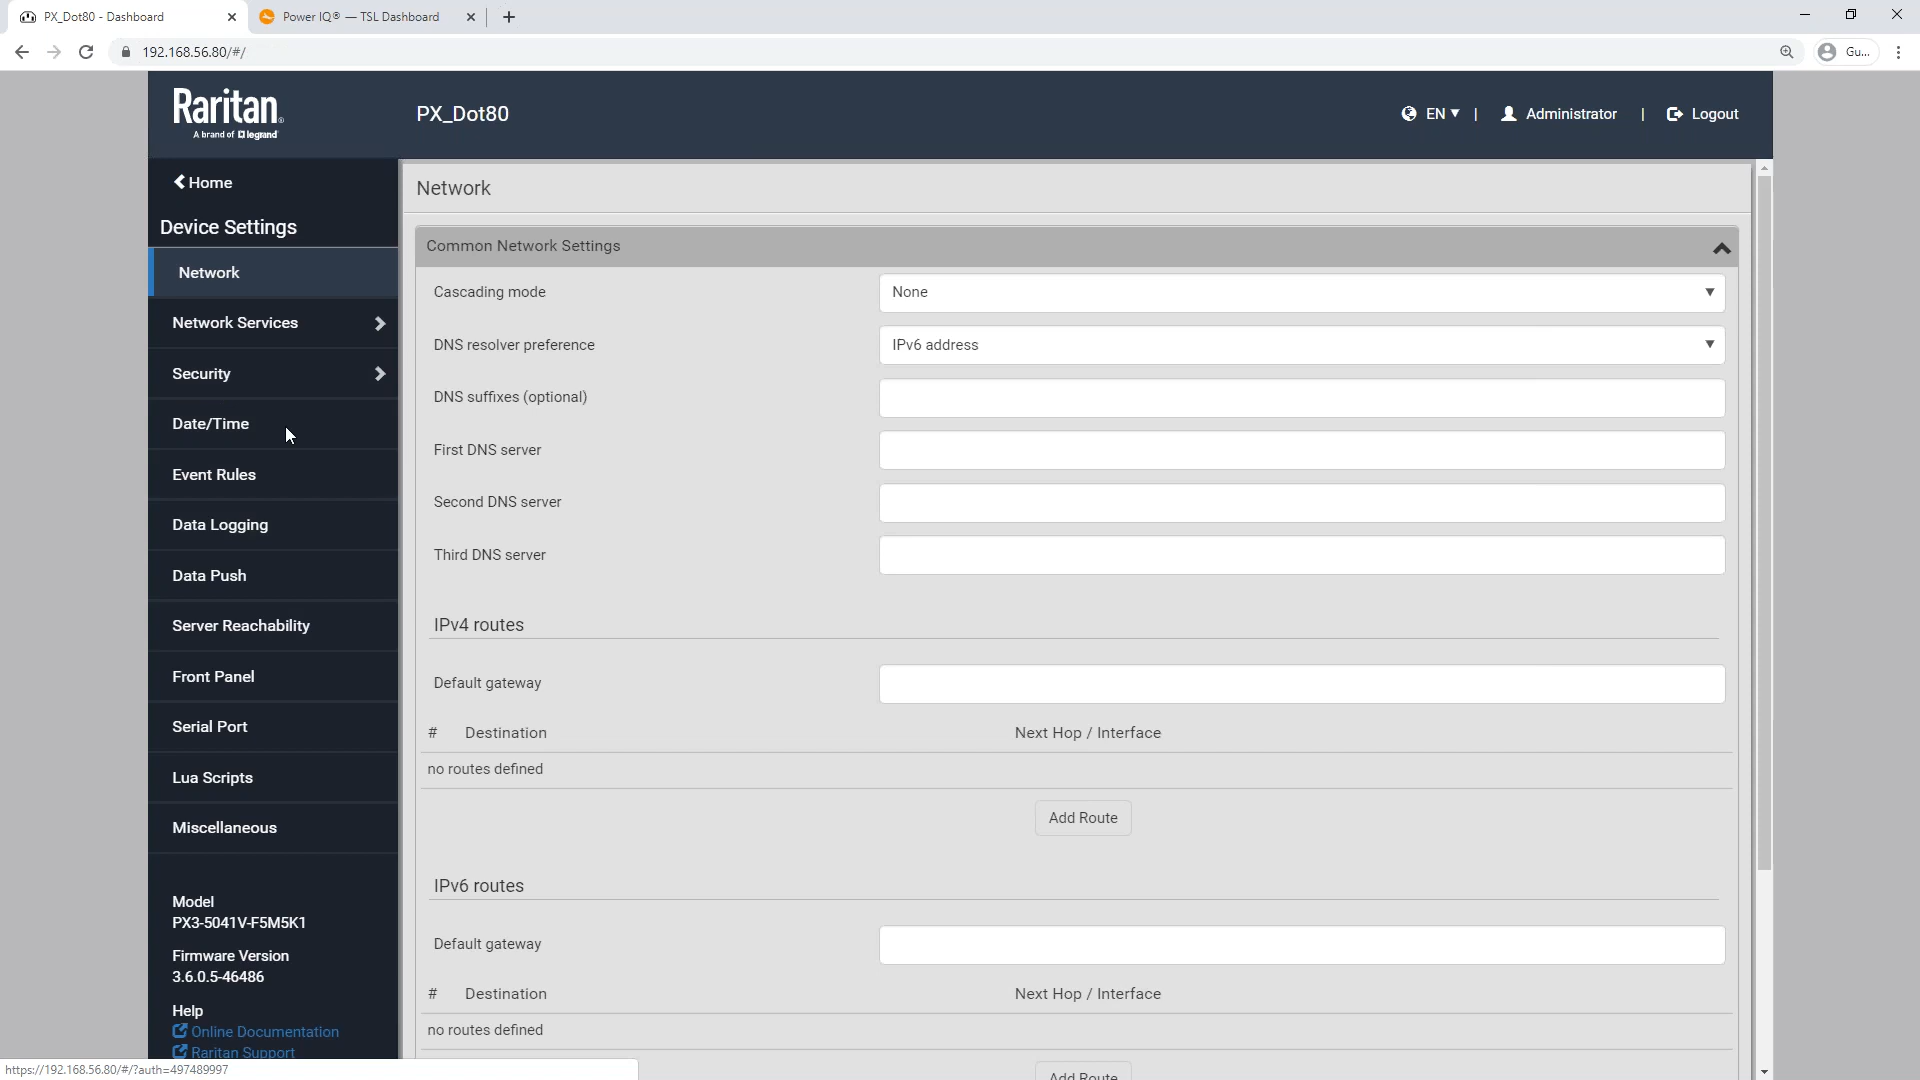 PX_Dot80 - Dashboard
Power IQ® — TSL Dashboard
192.168.56.80/#/
Gu...
Raritan.
A brand of legrand
PX_Dot80
EN
|
Administrator
|
Logout
Home
Device Settings
Network
Network Services
Security
Date/Time
Event Rules
Data Logging
Data Push
Server Reachability
Front Panel
Serial Port
Lua Scripts
Miscellaneous
Model
PX3-5041V-F5M5K1
Firmware Version
3.6.0.5-46486
Help
Online Documentation
Raritan Support
Network
Common Network Settings
Cascading mode
None
DNS resolver preference
IPv6 address
DNS suffixes (optional)
First DNS server
Second DNS server
Third DNS server
IPv4 routes
Default gateway
# Destination Next Hop / Interface
no routes defined
Add Route
IPv6 routes
Default gateway
# Destination Next Hop / Interface
no routes defined
Add Route
https://192.168.56.80/#/?auth=497489997